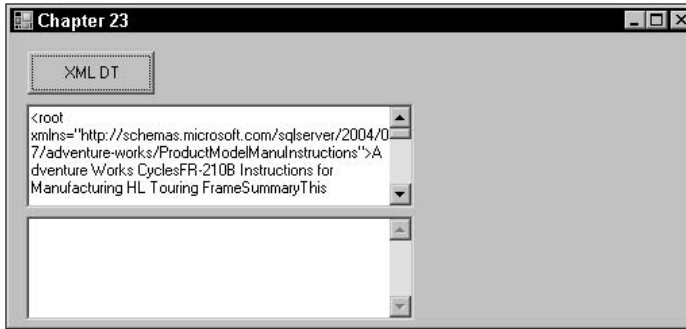 Chapter 23
XML DT
<root
xmlns="http://schemas.microsoft.com/sqlserver/2004/0
7/adventure-works/ProductModelManuInstructions">A
dventure Works CyclesFR-210B Instructions for
Manufacturing HL Touring FrameSummaryThis